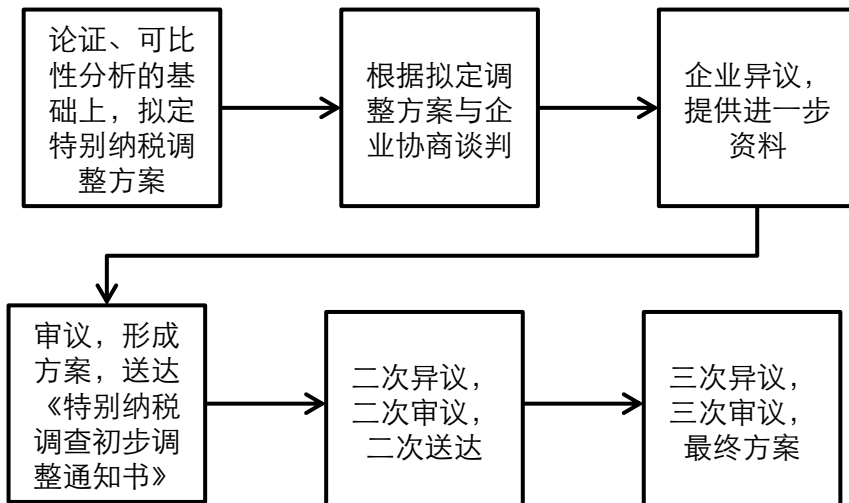 论证、可比
性分析的基
础上，拟定
特别纳税调
整方案
根据拟定调
整方案与企
业协商谈判
企业异议，
提供进一步
资料
审议，形成
方案，送达
《特别纳税
调查初步调
整通知书》
二次异议，
二次审议，
二次送达
三次异议，
三次审议，
最终方案